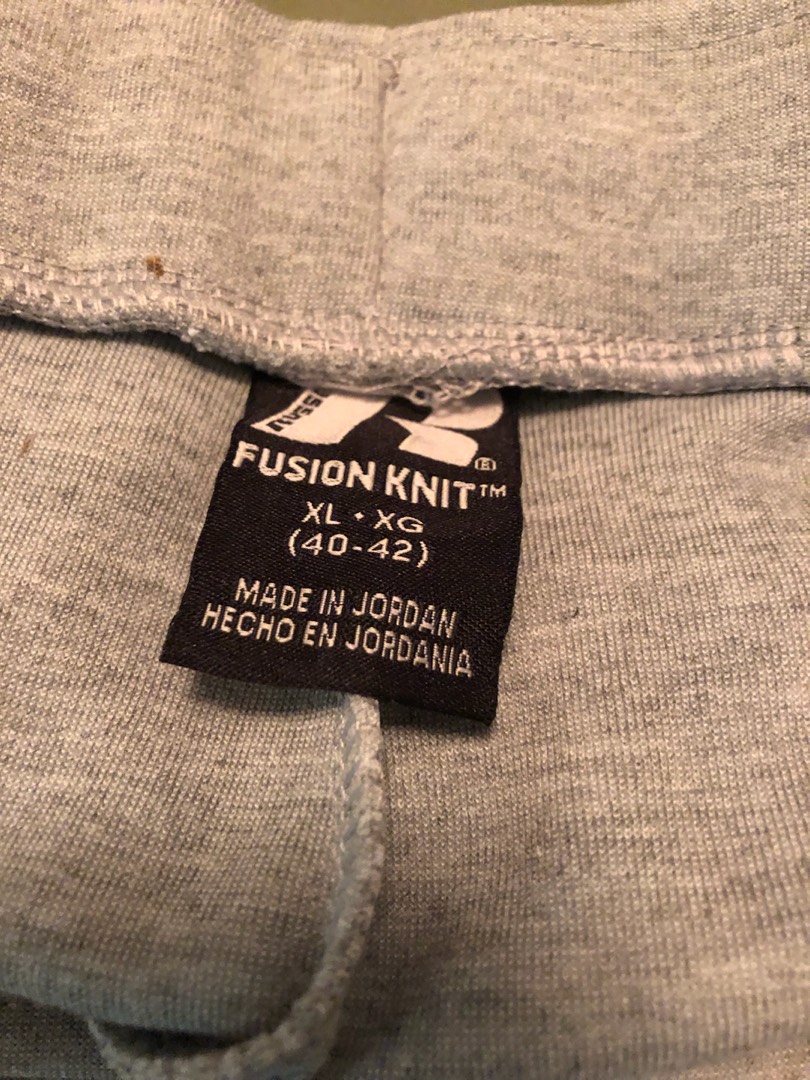 FUSION KNIT™
XL • XG
(40-42)
MADE IN JORDAN
HECHO EN JORDANIA